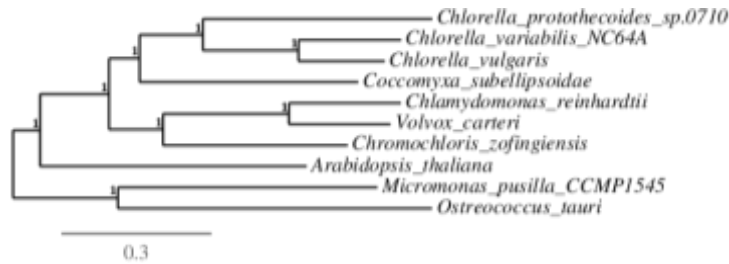 Chlorella_protothecoides_sp.0710
1
Chlorella_variabilis_NC64A
1
1
Chlorella_vulgaris
Coccomyxa_subellipsoidae
1
Chlamydomonas_reinhardtii
1
Volvox_carteri
1
1
Chromochloris_zofingiensis
Arabidopsis_thaliana
Micromonas_pusilla_CCMP1545
1
Ostreococcus_tauri
0.3